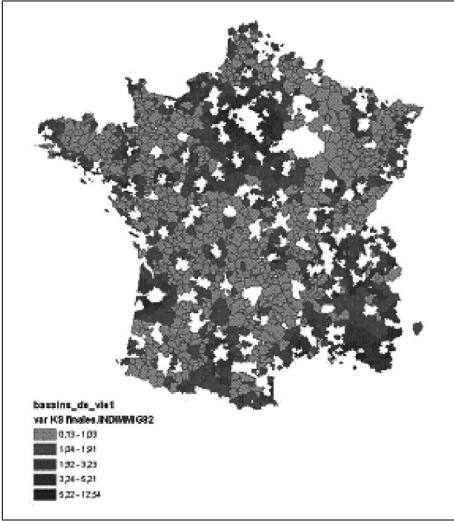 bassins_de_vie1
var KS finales.INDIMMIG82
0,13 - 1,03
1,04 - 1,91
1,92 - 3,23
3,24 - 5,21
5,22 - 12,54